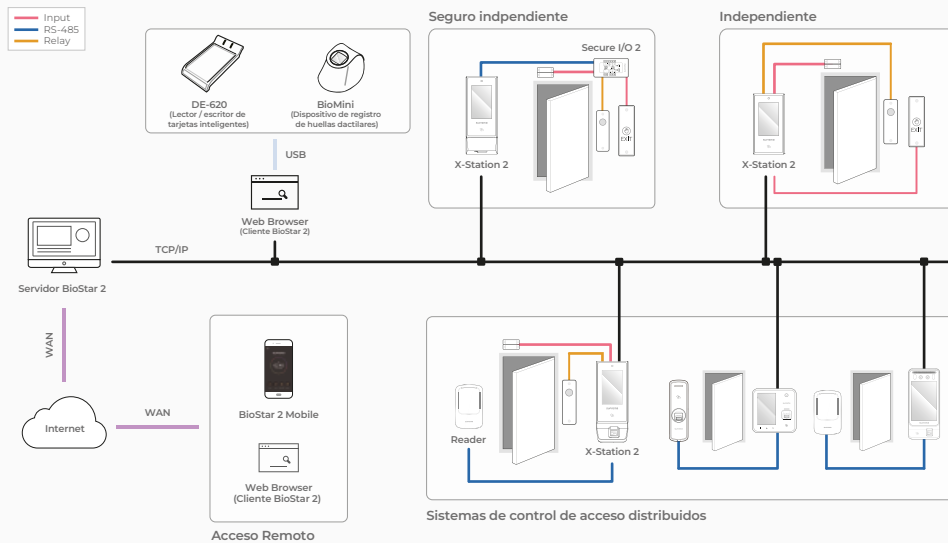 Input
RS-485
Relay
DE-620
(Lector / escritor de
tarjetas inteligentes)
BioMini
(Dispositivo de registro
de huellas dactilares)
USB
Web Browser
(Cliente BioStar 2)
TCP/IP
Servidor BioStar 2
WAN
Internet
WAN
BioStar 2 Mobile
Web Browser
(Cliente BioStar 2)
Acceso Remoto
Seguro indpendiente
Secure I/O 2
EXIT
X-Station 2
Independiente
EXIT
X-Station 2
Reader
X-Station 2
Sistemas de control de acceso distribuidos